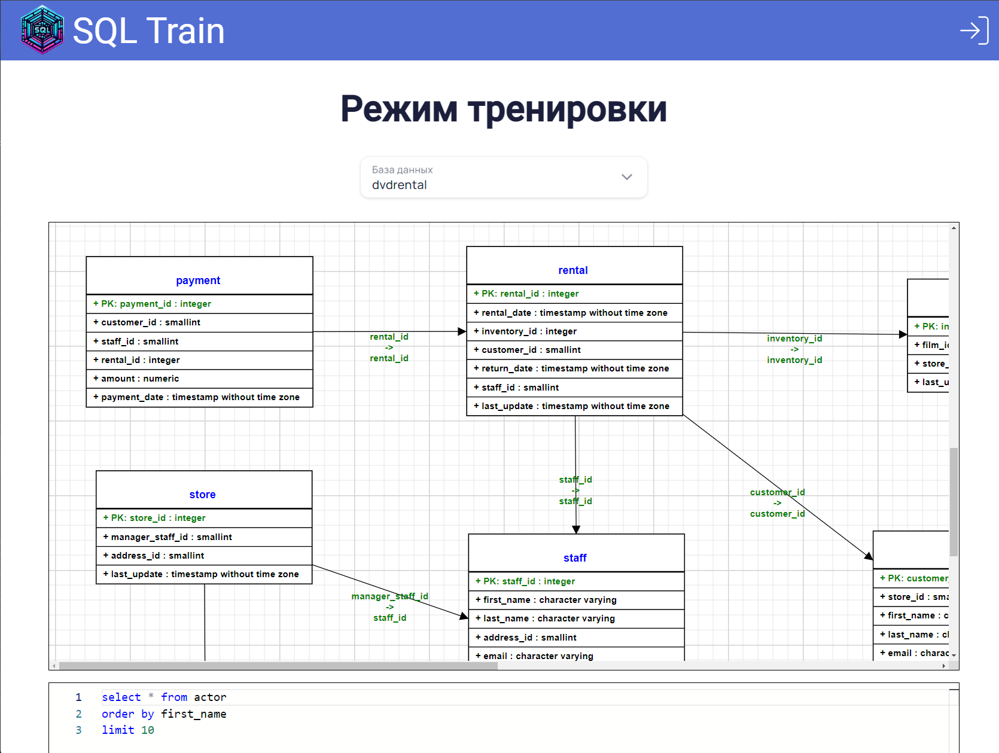 SQL
SQL Train
Режим тренировки
База данных
dvdrental
payment
+ PK: payment_id : integer
+ customer_id : smallint
+ staff_id : smallint
+ rental_id : integer
+ amount : numeric
+ payment_date : timestamp without time zone
rental_id
->
rental_id
rental
+ PK: rental_id : integer
+ rental_date : timestamp without time zone
+ inventory_id : integer
+ customer_id : smallint
+ return_date : timestamp without time zone
+ staff_id : smallint
+ last_update : timestamp without time zone
inventory_id
->
inventory_id
+ PK: in
+ film_id
+ store_
+ last_u
staff_id
->
staff_id
customer_id
->
customer_id
store
+ PK: store_id : integer
+ manager_staff_id : smallint
+ address_id : smallint
+ last_update : timestamp without time zone
manager_staff_id
->
staff_id
staff
+ PK: staff_id : integer
+ first_name : character varying
+ last_name : character varying
+ address_id : smallint
+ email : character varying
+ PK: customer_
+ store_id : sma
+ first_name : c
+ last_name : cl
+ email : charac
1 select * from actor
2 order by first_name
3 limit 10